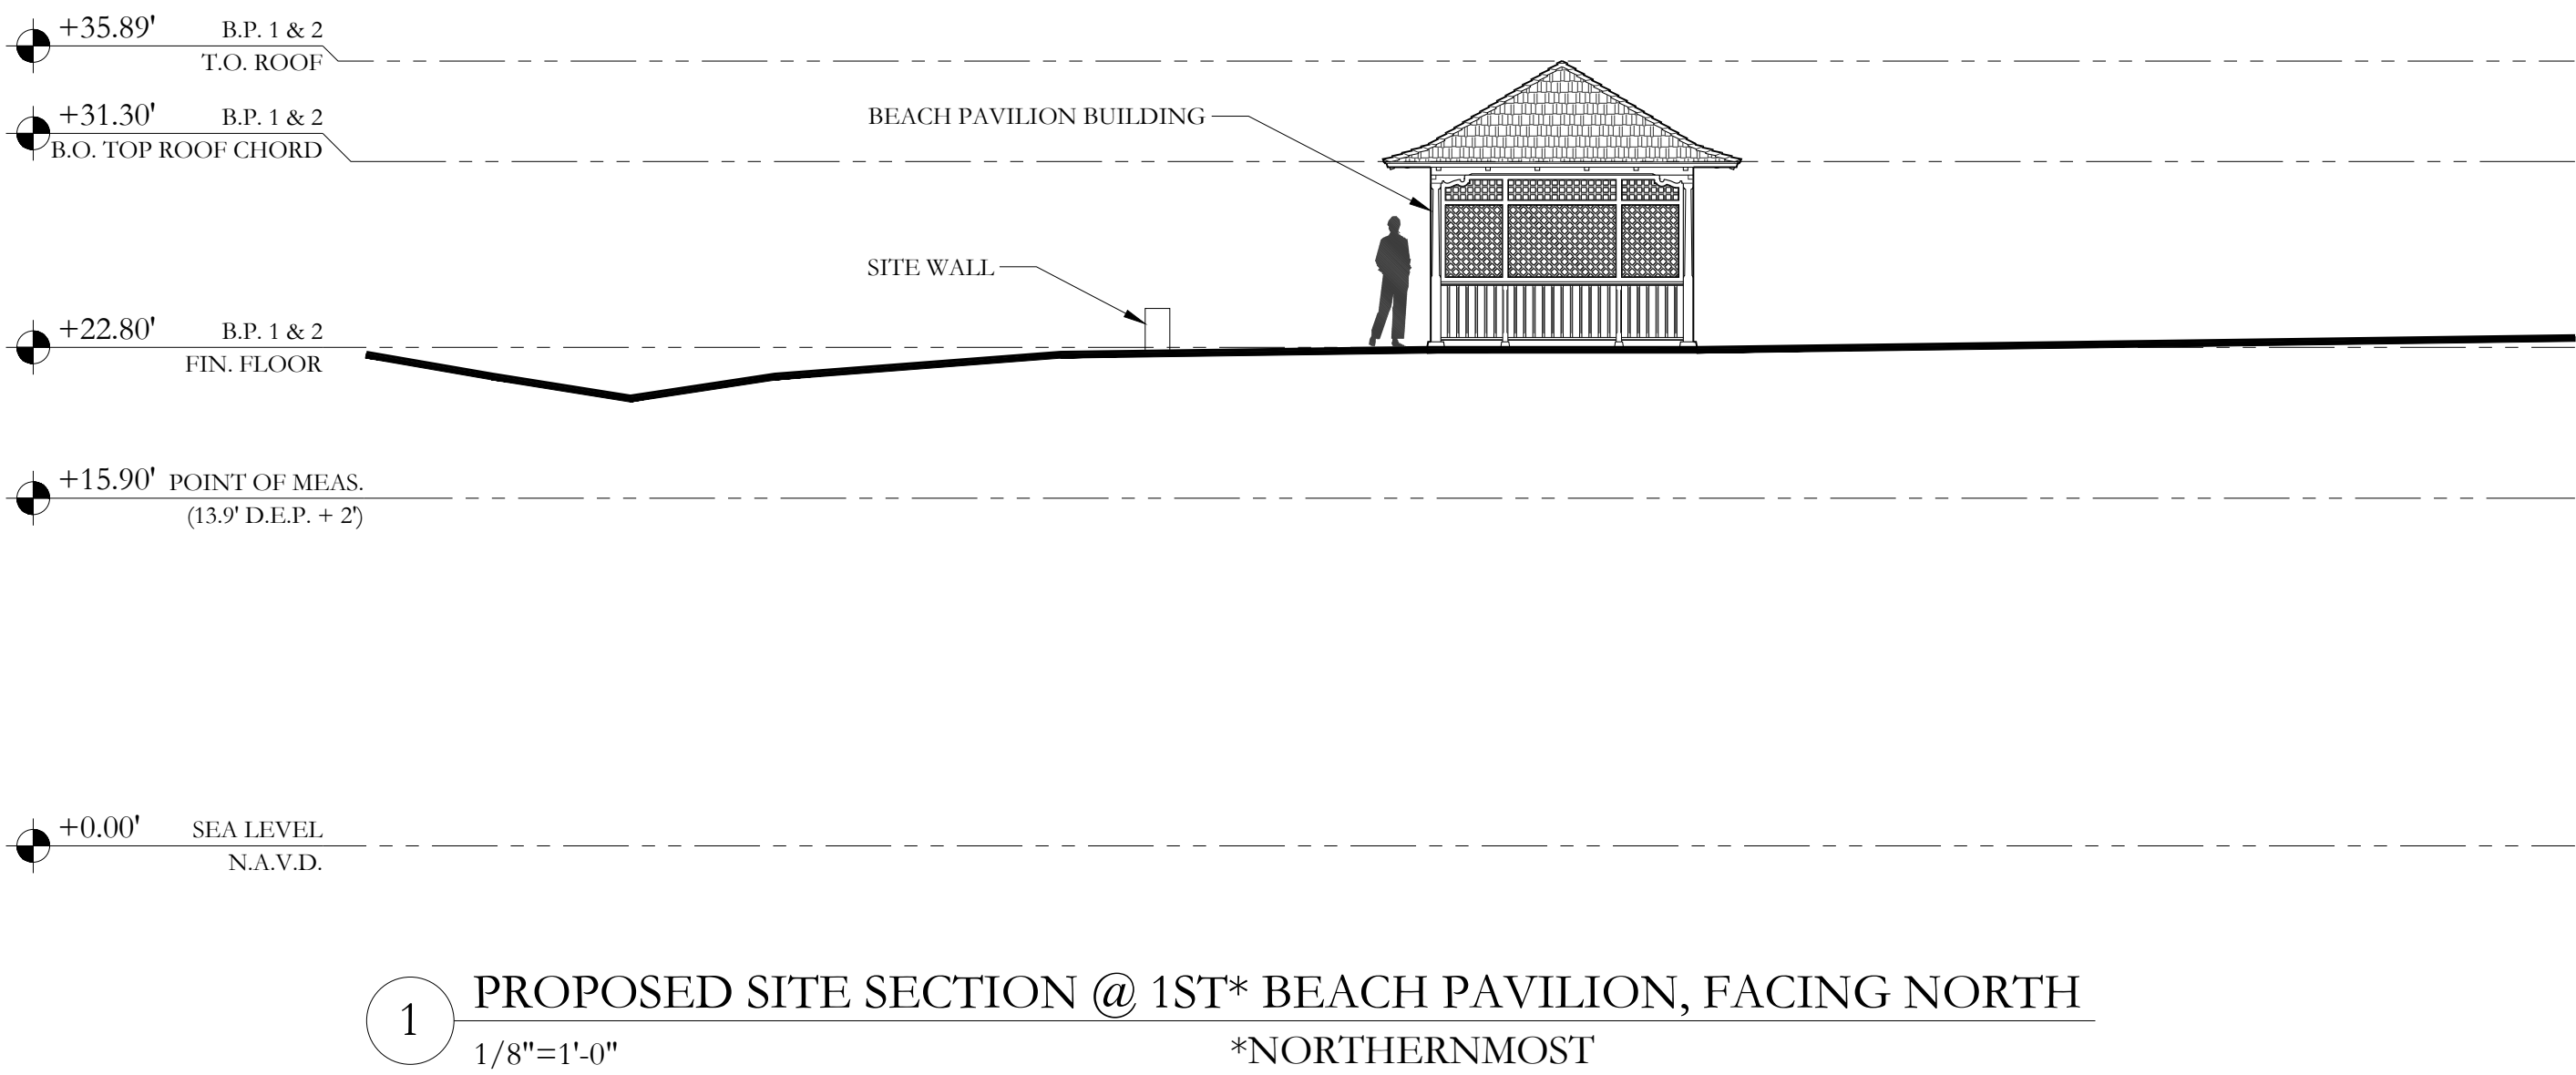 +35.89' B.P. 1 & 2
T.O. ROOF
+31.30' B.P. 1 & 2
B.O. TOP ROOF CHORD
BEACH PAVILION BUILDING
SITE WALL
+22.80' B.P. 1 & 2
FIN. FLOOR
+15.90' POINT OF MEAS.
(13.9' D.E.P. + 2')
+0.00' SEA LEVEL
N.A.V.D.
1 PROPOSED SITE SECTION @ 1ST* BEACH PAVILION, FACING NORTH
1/8"=1'-0" *NORTHERNMOST